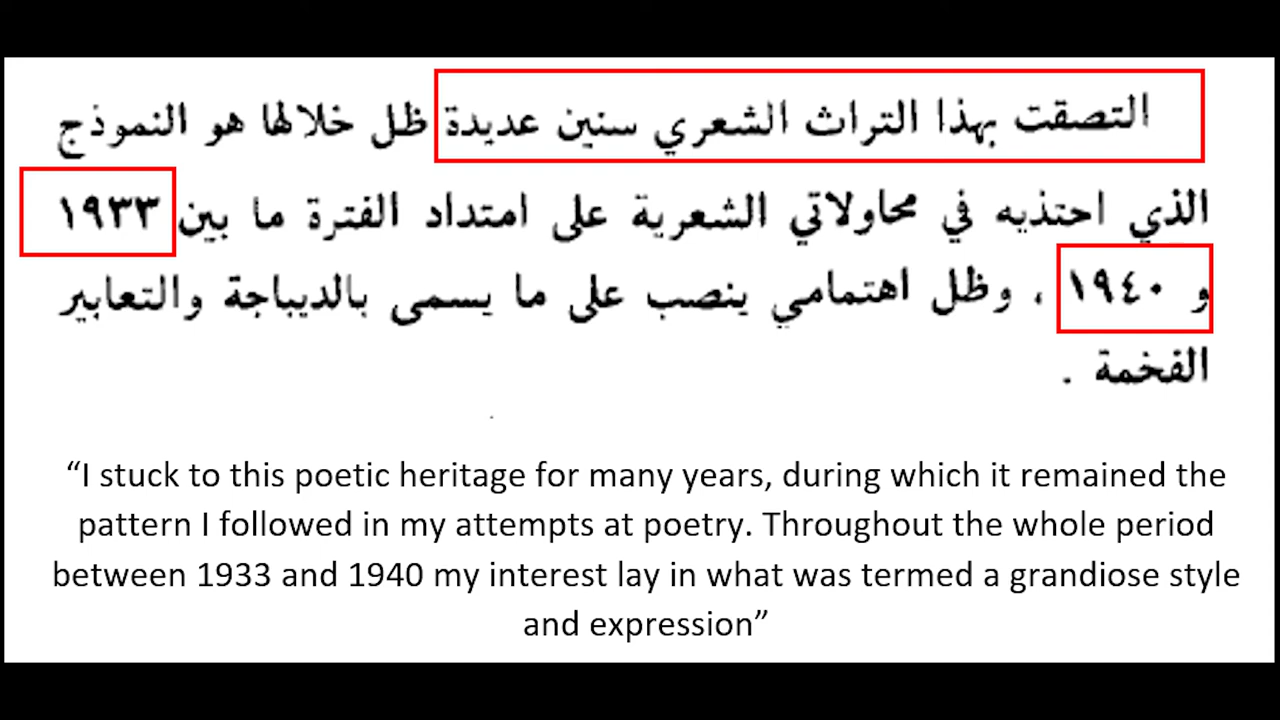 التصقت بهذا التراث الشعري سنين عديدة ظل خلالها هو النموذج
الذي احتذيه في محاولاتي الشعرية على امتداد الفترة ما بين ١٩٣٣
و ١٩٤٠ ، وظل اهتمامي ينصب على ما يسمى بالديباجة والتعابير
الفخمة .
“I stuck to this poetic heritage for many years, during which it remained the
pattern I followed in my attempts at poetry. Throughout the whole period
between 1933 and 1940 my interest lay in what was termed a grandiose style
and expression”